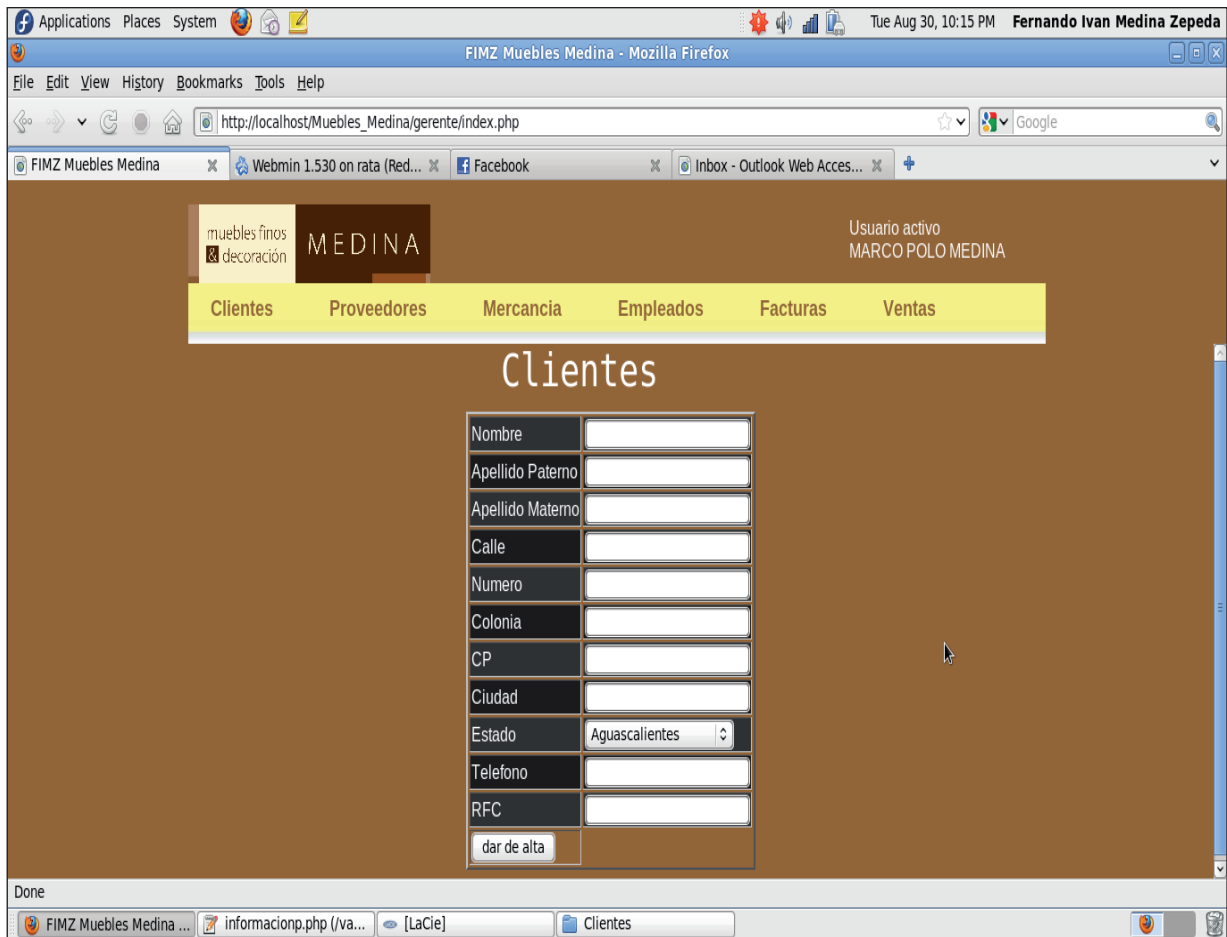 Applications Places System Tue Aug 30, 10:15 PM Fernando Ivan Medina Zepeda
FIMZ Muebles Medina - Mozilla Firefox
File Edit View History Bookmarks Tools Help
http://localhost/Muebles_Medina/gerente/index.php Google
FIMZ Muebles Medina Webmin 1.530 on rata (Red... Facebook Inbox - Outlook Web Acces...
muebles finos
& decoración
MEDINA
Usuario activo
MARCO POLO MEDINA
Clientes Proveedores Mercancia Empleados Facturas Ventas
Clientes
Nombre
Apellido Paterno
Apellido Materno
Calle
Numero
Colonia
CP
Ciudad
Estado Aguascalientes
Telefono
RFC
dar de alta
Done
FIMZ Muebles Medina ... informacionp.php (/va... [LaCie] Clientes